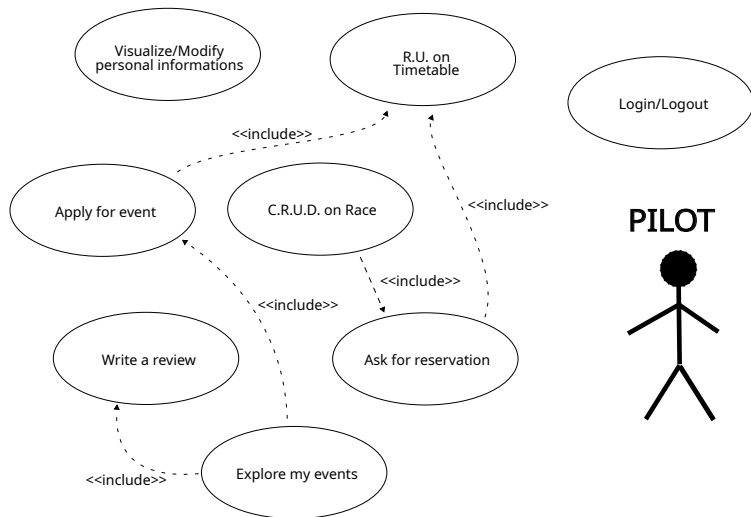 Visualize/Modify
personal informations
R.U. on
Timetable
Login/Logout
<<include>>
Apply for event
C.R.U.D. on Race
<<include>>
PILOT
<<include>>
<<include>>
Write a review
Ask for reservation
<<include>>
Explore my events